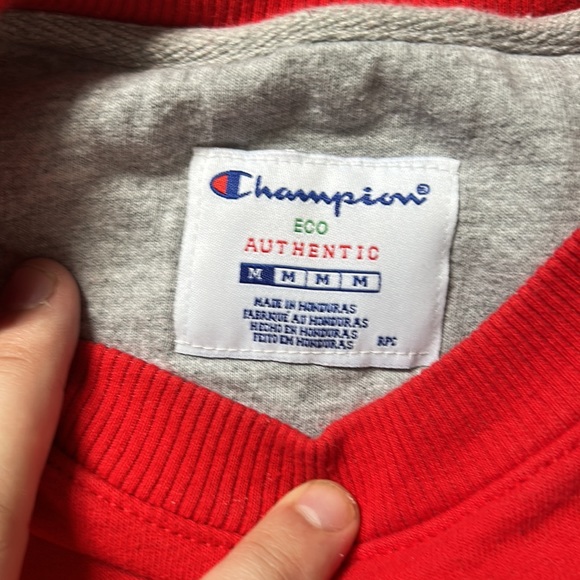 Champion®
ECO
AUTHENTIC
M M M M
MADE IN HONDURAS
FABRIQUÉ AU HONDURAS
HECHO EN HONDURAS
FEITO EM HONDURAS RPC